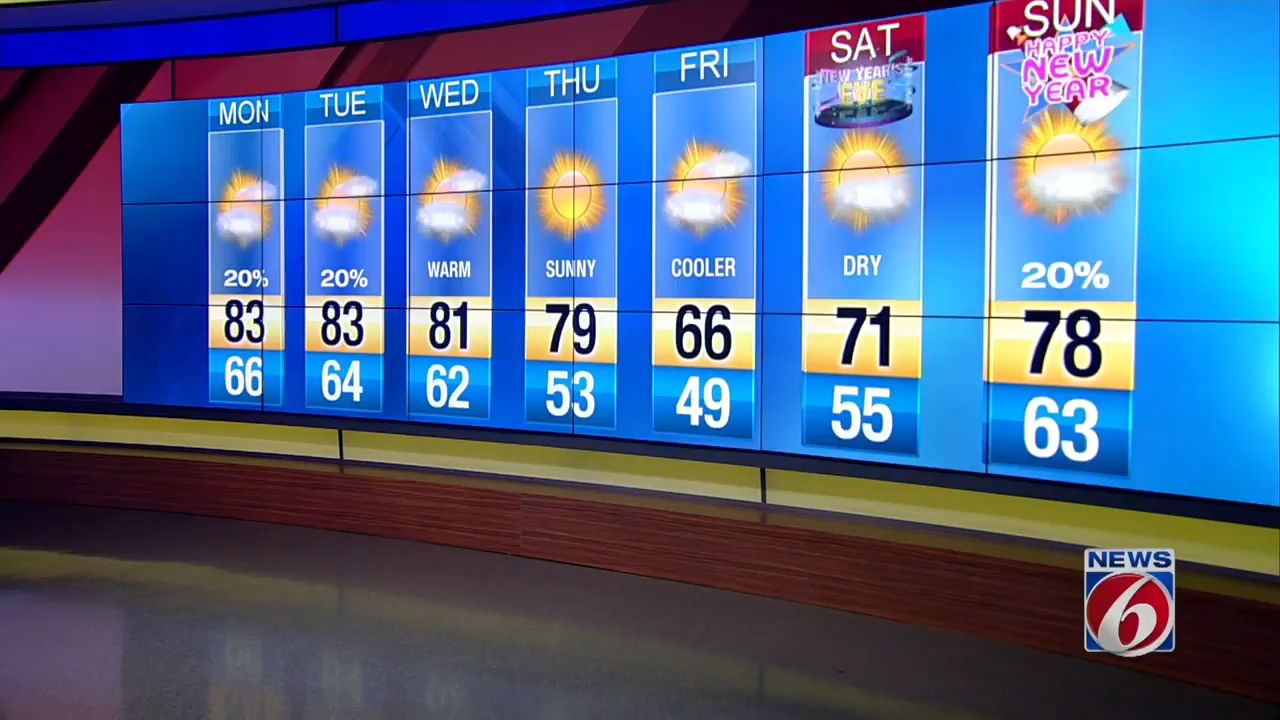 MON
20%
83
66
TUE
20%
83
64
WED
WARM
81
62
THU
SUNNY
79
53
FRI
COOLER
66
49
SAT
NEW YEAR'S
EVE
DRY
71
55
SUN
HAPPY
NEW
YEAR
20%
78
63
NEWS
6